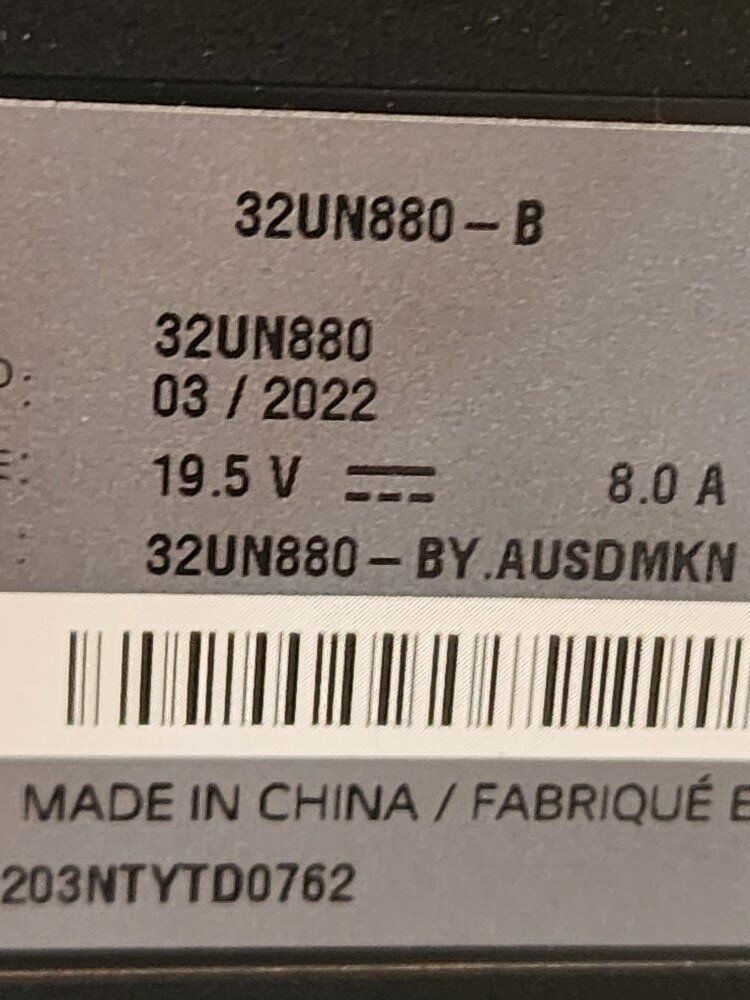 32UN880-B
32UN880
03 / 2022
19.5 V ⎓ 8.0 A
32UN880-BY.AUSDMKN
MADE IN CHINA / FABRIQUÉ
203NTYTD0762